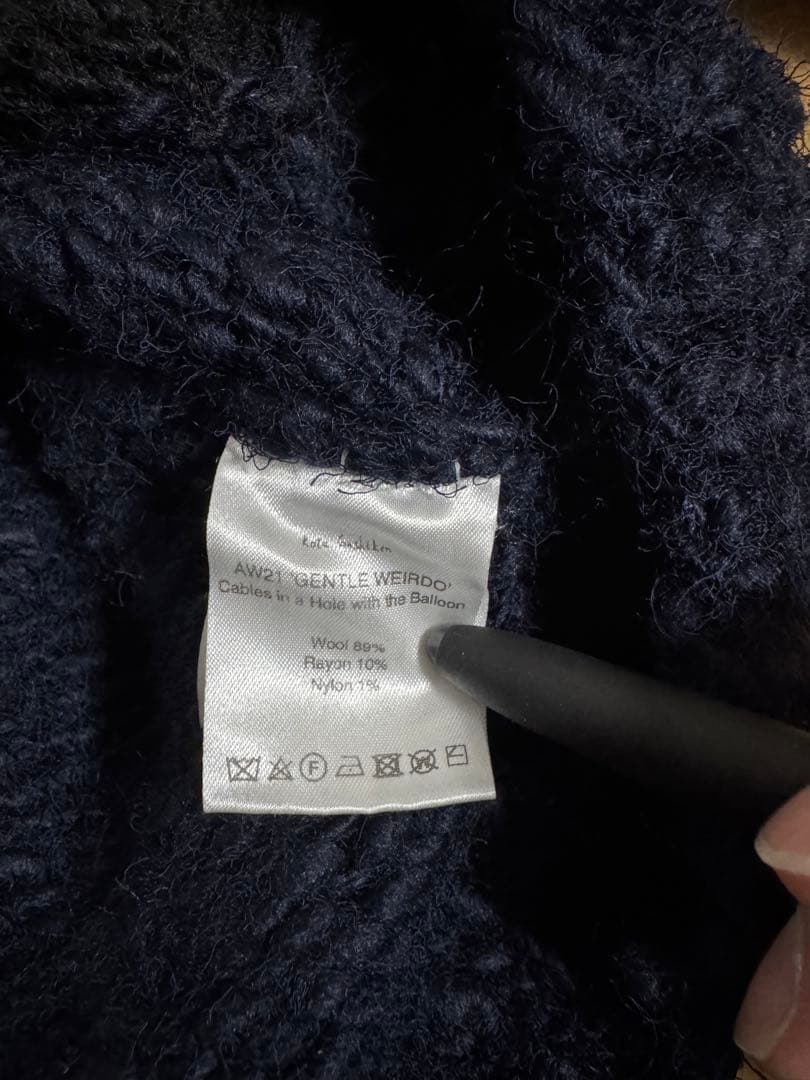 Kota Gushiken
AW21 'GENTLE WEIRDO'
Cables in a Hole with the Balloon
Wool 89%
Rayon 10%
Nylon 1%
F W